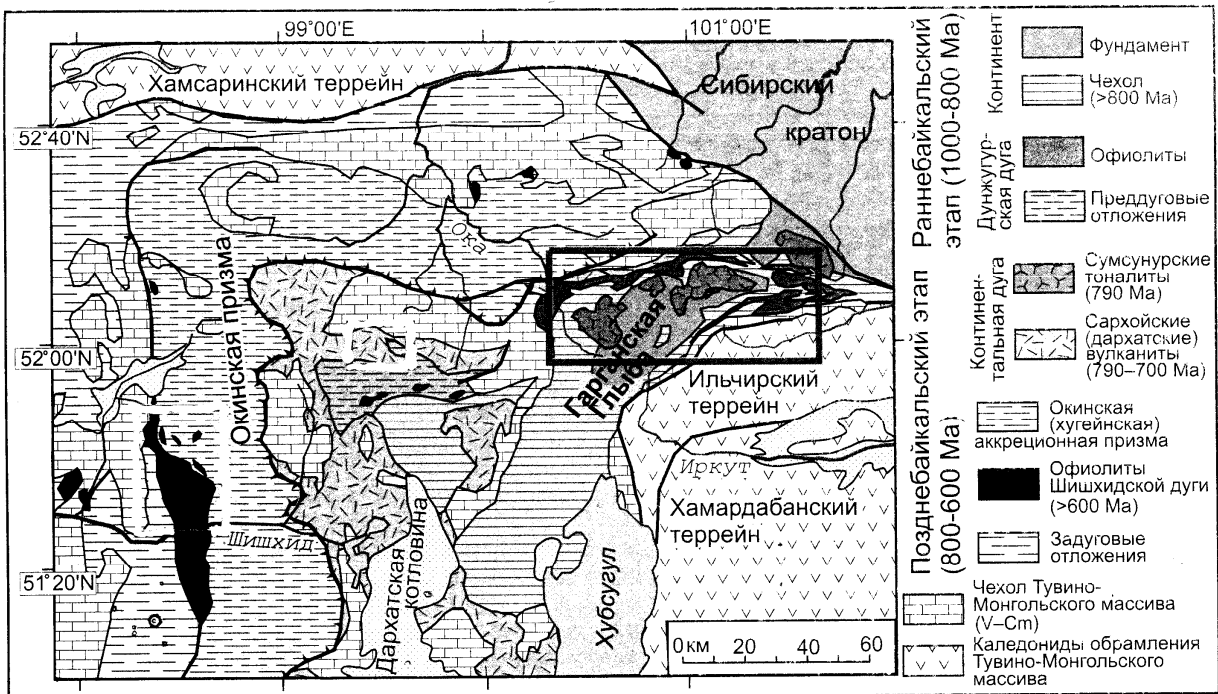 99°00'E
101°00'E
Хамсаринский террейн
Сибирский
кратон
52°40'N
Ока
Окинская призма
52°00'N
Гарганская
Глыба
Ильчирский
террейн
Иркут
Хамардабанский
террейн
Шишхид
51°20'N
Дархатская
котловина
Хубсугул
0 км 20 40 60
Раннебайкальский
этап (1000-800 Ma)
Континент
Фундамент
Чехол
(>800 Ma)
Дунжугур-
ская дуга
Офиолиты
Преддуговые
отложения
Позднебайкальский этап
(800-600 Ma)
Континен-
тальная дуга
Сумсунурские
тоналиты
(790 Ma)
Сархойские
(дархатские)
вулканиты
(790–700 Ma)
Окинская
(хугейнская)
аккреционная призма
Офиолиты
Шишхидской дуги
(>600 Ma)
Задуговые
отложения
Чехол Тувино-
Монгольского массива
(V–Cm)
Каледониды обрамления
Тувино-Монгольского
массива